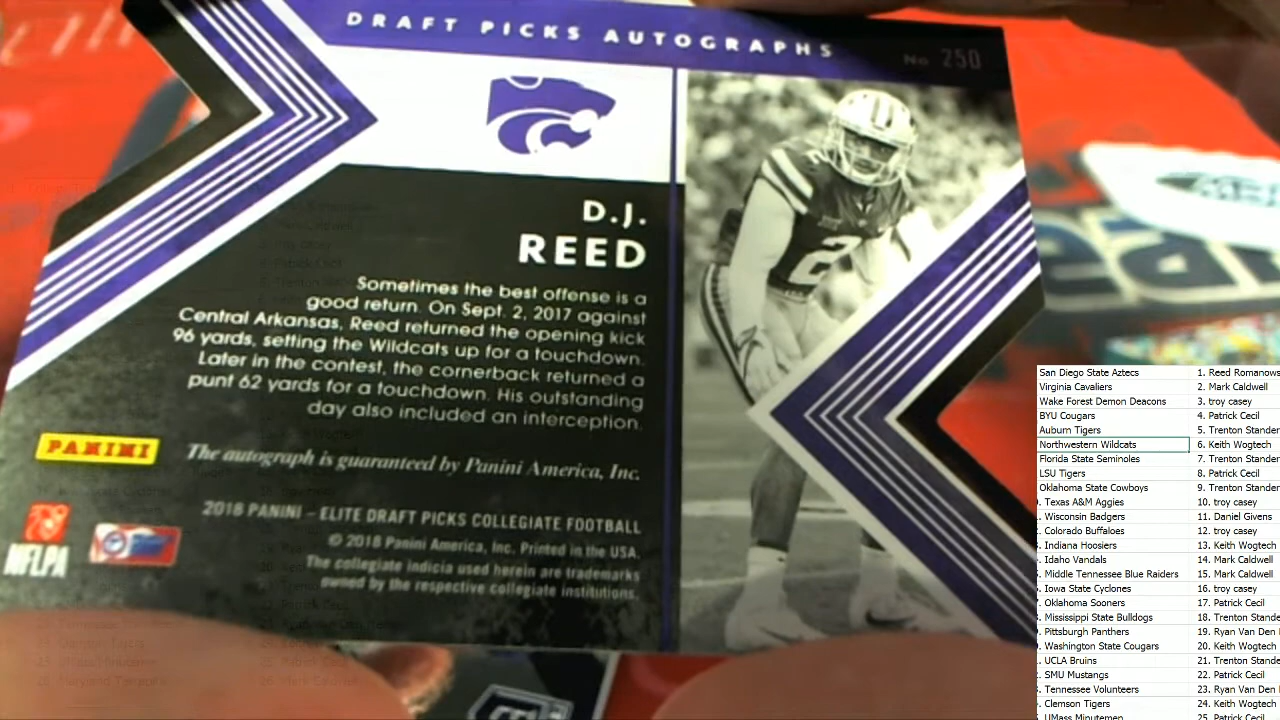 DRAFT PICKS AUTOGRAPHS
No 250
D.J.
REED
Sometimes the best offense is a
good return. On Sept. 2, 2017 against
Central Arkansas, Reed returned the opening kick
96 yards, setting the Wildcats up for a touchdown.
Later in the contest, the cornerback returned a
punt 62 yards for a touchdown. His outstanding
day also included an interception.
PANINI
The autograph is guaranteed by Panini America, Inc.
2018 PANINI – ELITE DRAFT PICKS COLLEGIATE FOOTBALL
© 2018 Panini America, Inc. Printed in the USA.
The collegiate indicia used herein are trademarks
owned by the respective collegiate institutions.
NFLPA
2
San Diego State Aztecs 1. Reed Romanows
Virginia Cavaliers 2. Mark Caldwell
Wake Forest Demon Deacons 3. troy casey
BYU Cougars 4. Patrick Cecil
Auburn Tigers 5. Trenton Stander
Northwestern Wildcats 6. Keith Wogtech
Florida State Seminoles 7. Trenton Stander
LSU Tigers 8. Patrick Cecil
Oklahoma State Cowboys 9. Trenton Stander
Texas A&M Aggies 10. troy casey
Wisconsin Badgers 11. Daniel Givens
Colorado Buffaloes 12. troy casey
Indiana Hoosiers 13. Keith Wogtech
Idaho Vandals 14. Mark Caldwell
Middle Tennessee Blue Raiders 15. Mark Caldwell
Iowa State Cyclones 16. troy casey
Oklahoma Sooners 17. Patrick Cecil
Mississippi State Bulldogs 18. Trenton Stande
Pittsburgh Panthers 19. Ryan Van Den
Washington State Cougars 20. Keith Wogtech
UCLA Bruins 21. Trenton Stande
SMU Mustangs 22. Patrick Cecil
Tennessee Volunteers 23. Ryan Van Den
Clemson Tigers 24. Keith Wogtech
UMass Minutemen 25. Patrick Cecil